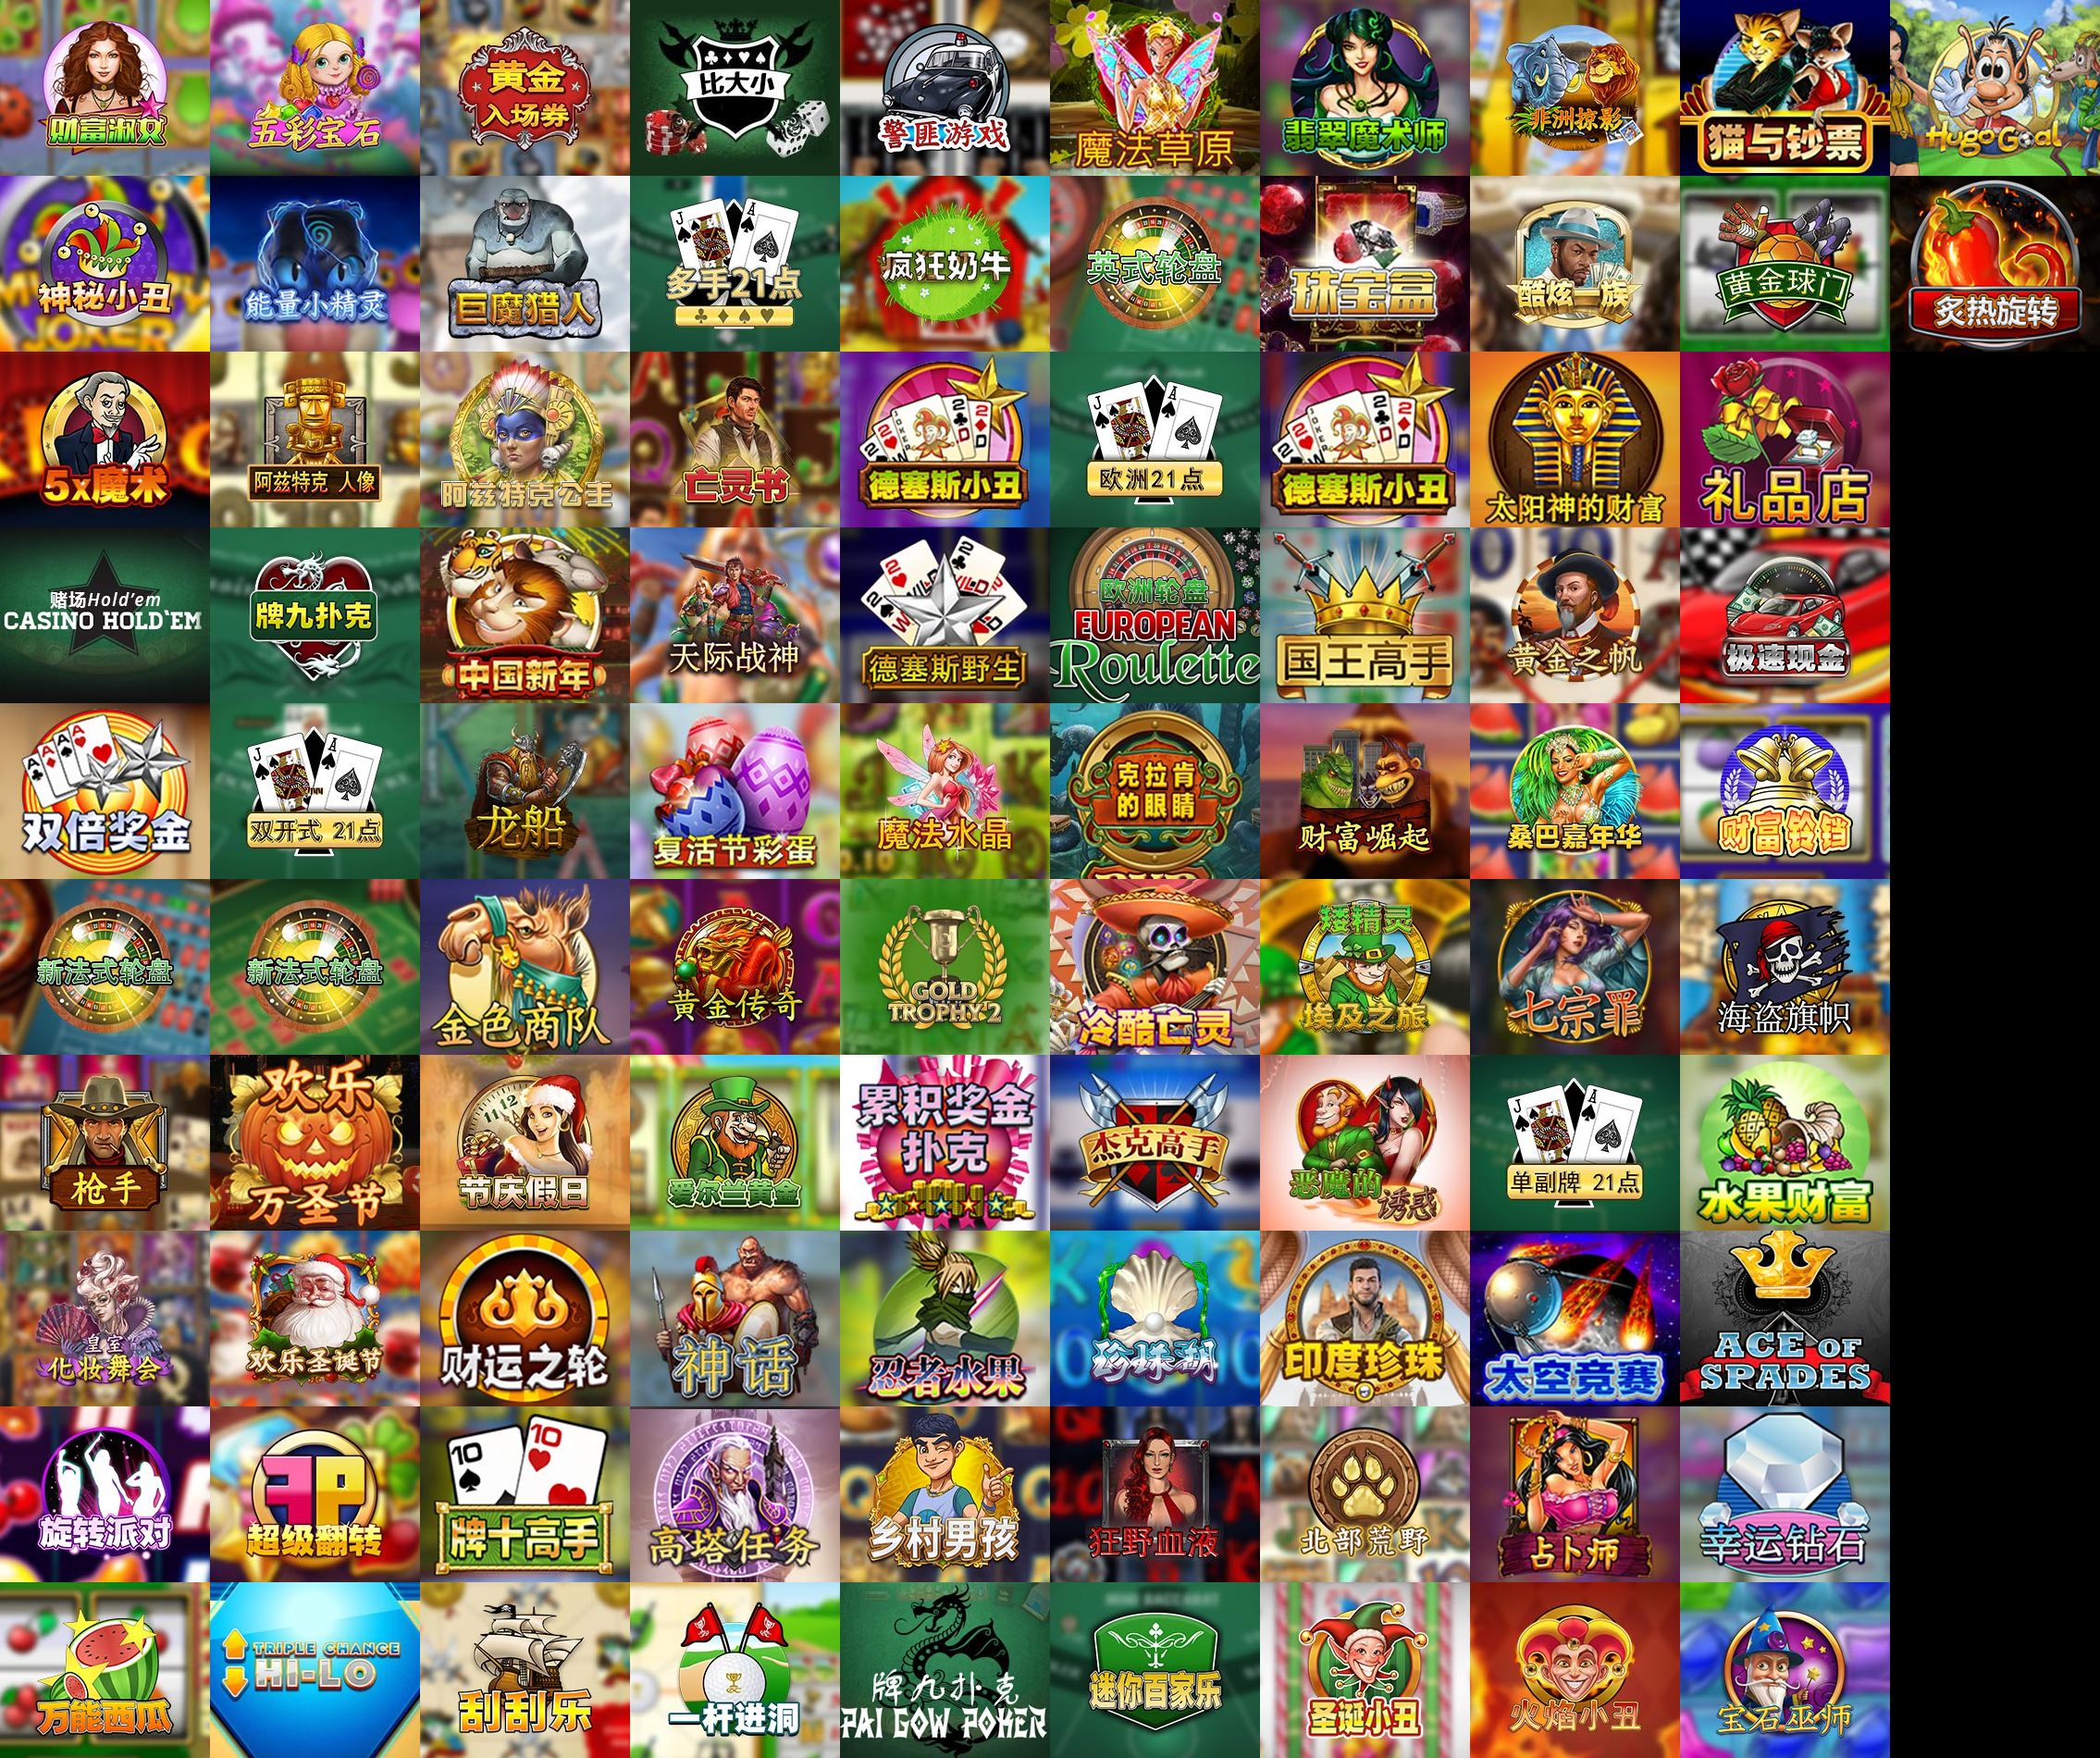 财富淑女
五彩宝石
黄金
入场券
比大小
警匪游戏
魔法草原
翡翠魔术师
非洲掠影
猫与钞票
Hugo Goal
神秘小丑
能量小精灵
巨魔猎人
多手21点
疯狂奶牛
英式轮盘
珠宝盒
酷炫一族
黄金球门
炙热旋转
5x魔术
阿兹特克 人像
阿兹特克公主
亡灵书
德塞斯小丑
欧洲21点
德塞斯小丑
太阳神的财富
礼品店
赌场Hold'em
CASINO HOLD'EM
牌九扑克
中国新年
天际战神
德塞斯野生
欧洲轮盘
EUROPEAN
Roulette
国王高手
黄金之帆
极速现金
双倍奖金
双开式 21点
龙船
复活节彩蛋
魔法水晶
克拉肯
的眼睛
财富崛起
桑巴嘉年华
财富铃铛
新法式轮盘
新法式轮盘
金色商队
黄金传奇
GOLD
TROPHY 2
冷酷亡灵
矮精灵
埃及之旅
七宗罪
海盗旗帜
枪手
欢乐
万圣节
节庆假日
爱尔兰黄金
累积奖金
扑克
杰克高手
恶魔的
诱惑
单副牌 21点
水果财富
皇室
化妆舞会
欢乐圣诞节
财运之轮
神话
忍者水果
珍珠湖
印度珍珠
太空竞赛
ACE OF
SPADES
旋转派对
超级翻转
牌十高手
高塔任务
乡村男孩
狂野血液
北部荒野
占卜师
幸运钻石
万能西瓜
TRIPLE CHANCE
HI-LO
刮刮乐
一杆进洞
牌九扑克
PAI GOW POKER
迷你百家乐
圣诞小丑
火焰小丑
宝石巫师